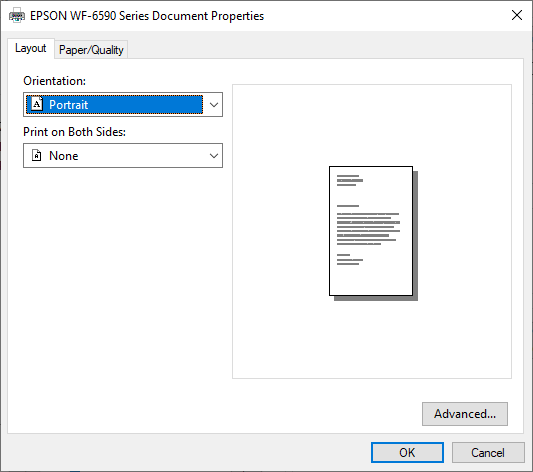 EPSON WF-6590 Series Document Properties
Layout
Paper/Quality
Orientation:
A Portrait
Print on Both Sides:
None
Advanced...
OK
Cancel